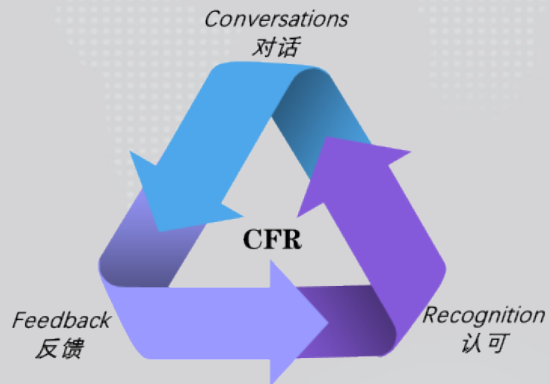 Conversations
对话
CFR
Feedback
反馈
Recognition
认可